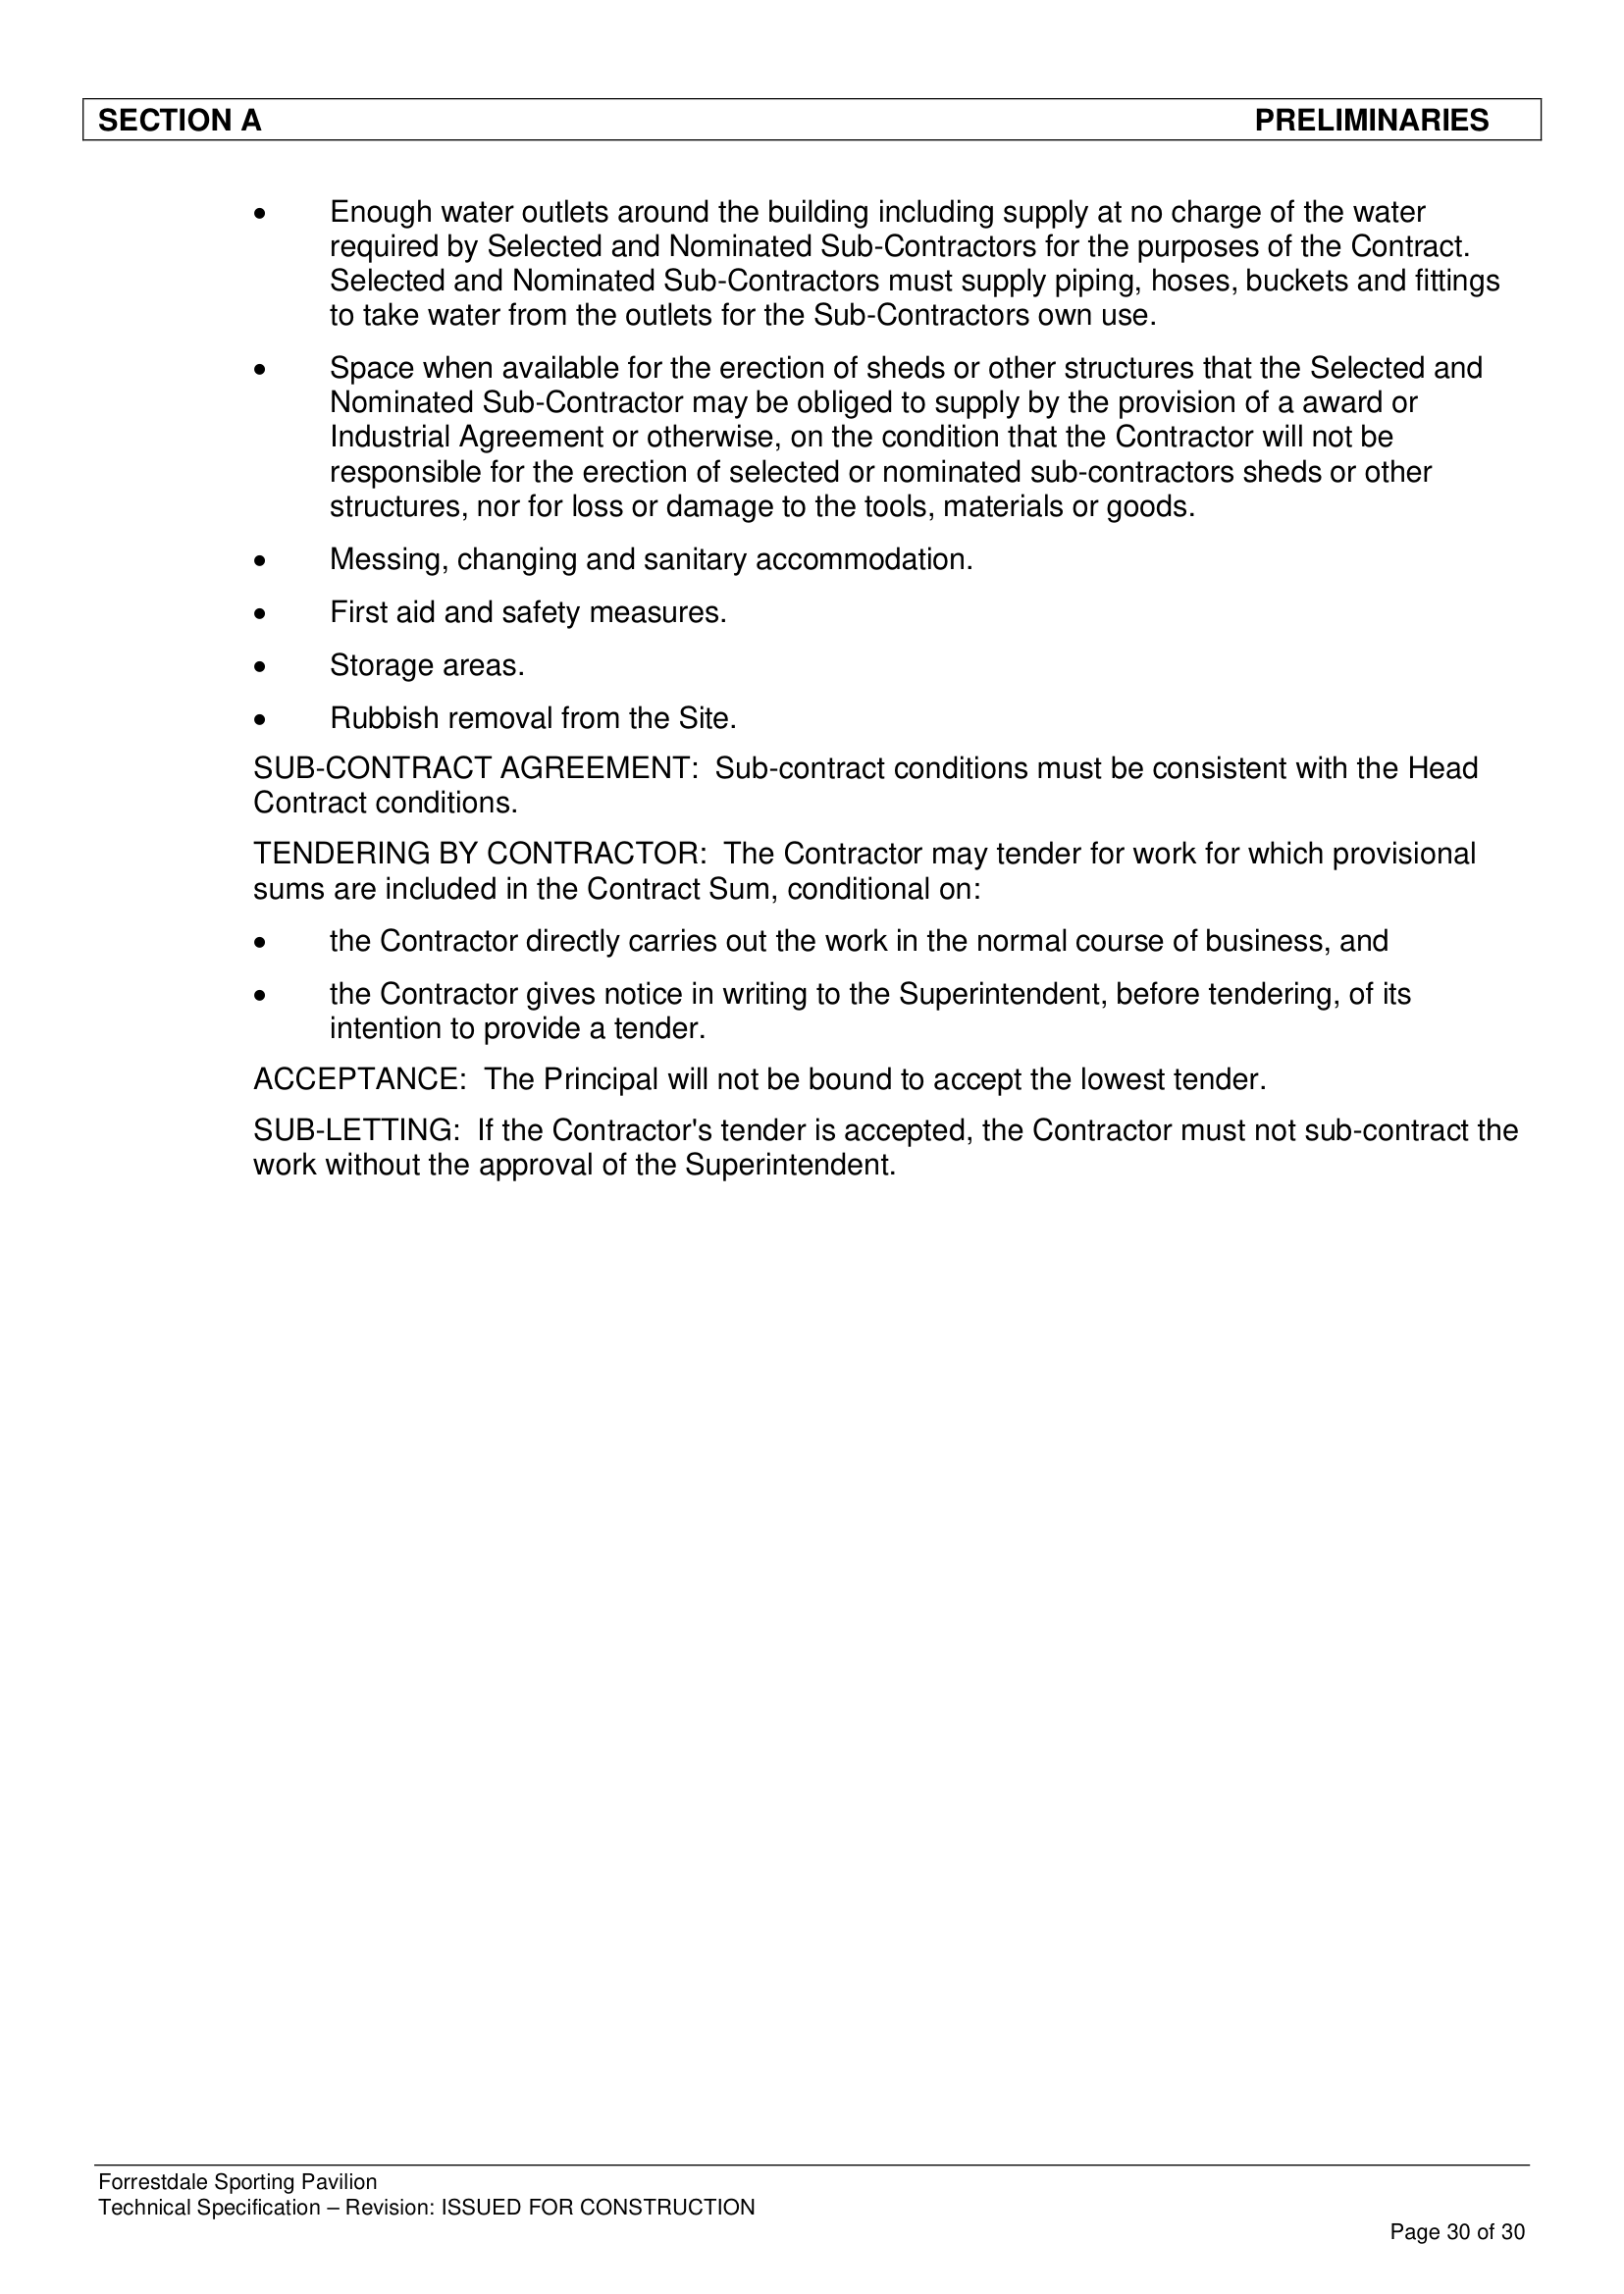 SECTION A PRELIMINARIES
• Enough water outlets around the building including supply at no charge of the water
required by Selected and Nominated Sub-Contractors for the purposes of the Contract.
Selected and Nominated Sub-Contractors must supply piping, hoses, buckets and fittings
to take water from the outlets for the Sub-Contractors own use.
• Space when available for the erection of sheds or other structures that the Selected and
Nominated Sub-Contractor may be obliged to supply by the provision of a award or
Industrial Agreement or otherwise, on the condition that the Contractor will not be
responsible for the erection of selected or nominated sub-contractors sheds or other
structures, nor for loss or damage to the tools, materials or goods.
• Messing, changing and sanitary accommodation.
• First aid and safety measures.
• Storage areas.
• Rubbish removal from the Site.
SUB-CONTRACT AGREEMENT: Sub-contract conditions must be consistent with the Head
Contract conditions.
TENDERING BY CONTRACTOR: The Contractor may tender for work for which provisional
sums are included in the Contract Sum, conditional on:
• the Contractor directly carries out the work in the normal course of business, and
• the Contractor gives notice in writing to the Superintendent, before tendering, of its
intention to provide a tender.
ACCEPTANCE: The Principal will not be bound to accept the lowest tender.
SUB-LETTING: If the Contractor's tender is accepted, the Contractor must not sub-contract the
work without the approval of the Superintendent.
Forrestdale Sporting Pavilion
Technical Specification – Revision: ISSUED FOR CONSTRUCTION
Page 30 of 30